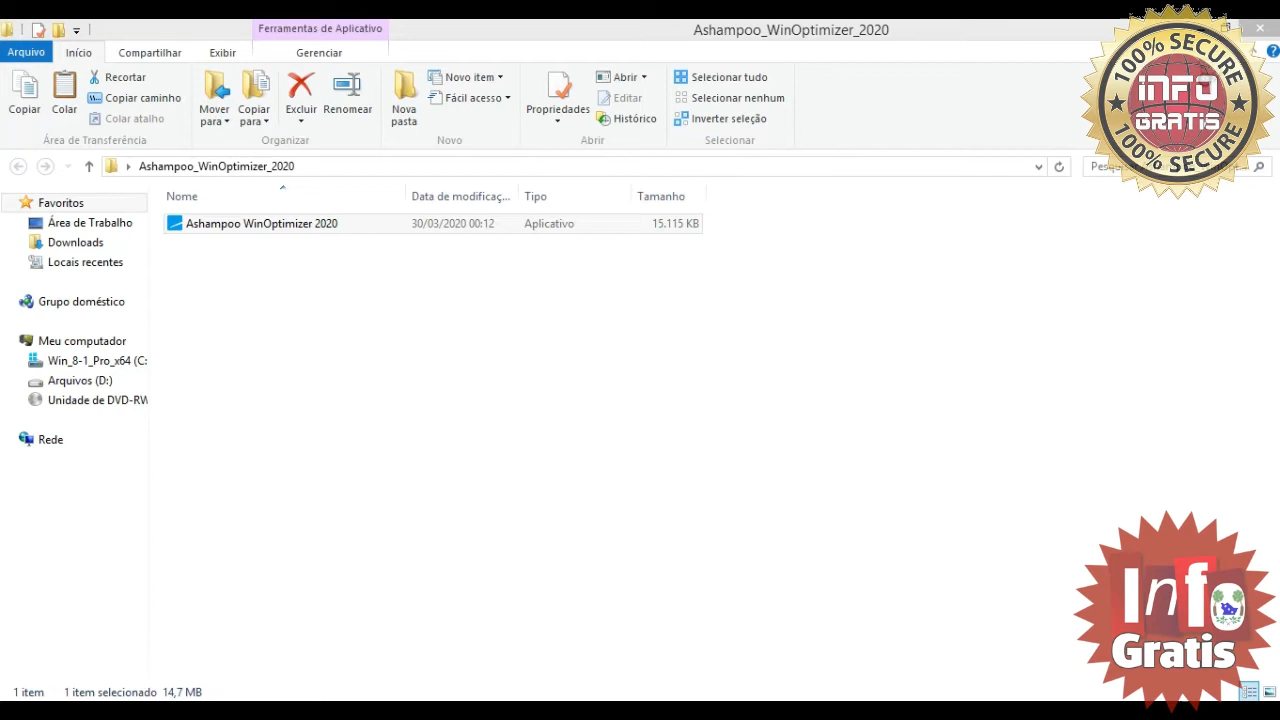 Ferramentas de Aplicativo
Ashampoo_WinOptimizer_2020
Arquivo Início Compartilhar Exibir Gerenciar
Copiar
Colar
Recortar
Copiar caminho
Colar atalho
Área de Transferência
Mover para
Copiar para
Excluir
Renomear
Organizar
Nova pasta
Novo item
Fácil acesso
Novo
Propriedades
Abrir
Editar
Histórico
Abrir
Selecionar tudo
Selecionar nenhum
Inverter seleção
Selecionar
Ashampoo_WinOptimizer_2020
Nome Data de modificaç... Tipo Tamanho
Ashampoo WinOptimizer 2020 30/03/2020 00:12 Aplicativo 15.115 KB
Favoritos
Área de Trabalho
Downloads
Locais recentes
Grupo doméstico
Meu computador
Win_8-1_Pro_x64 (C:
Arquivos (D:)
Unidade de DVD-RW
Rede
1 item 1 item selecionado 14,7 MB
100% SECURE
INFO
GRATIS
100% SECURE
Info
Gratis